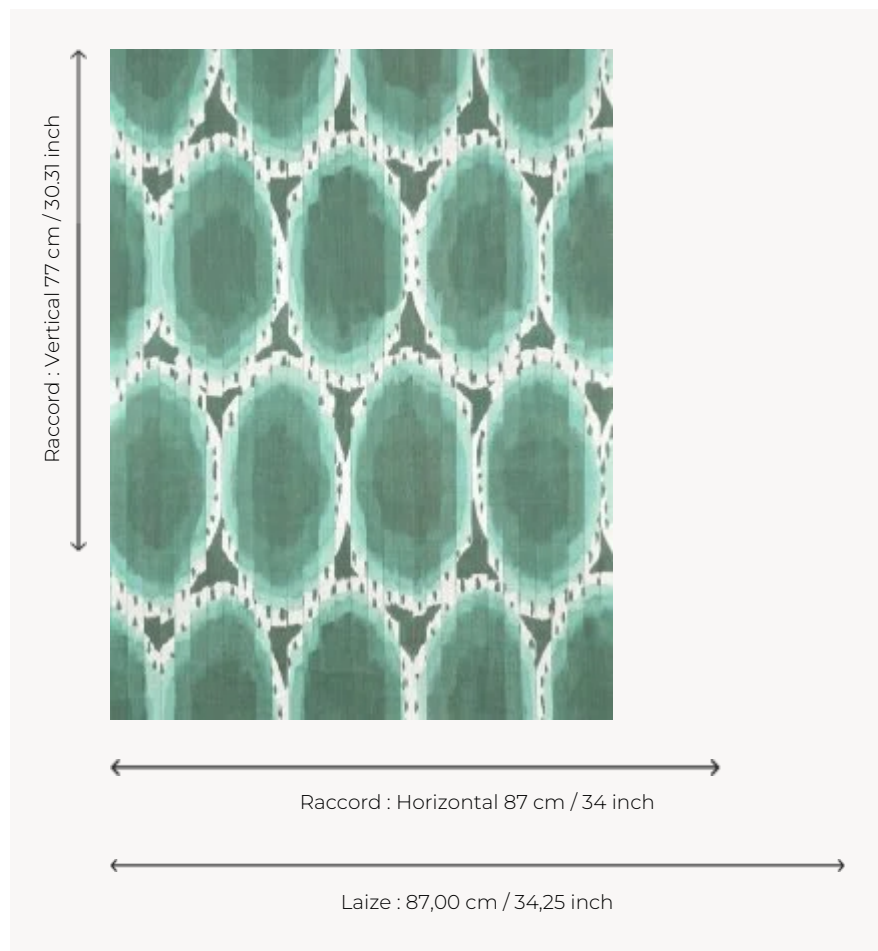 Raccord : Vertical 77 cm / 30.31 inch
Raccord : Horizontal 87 cm / 34 inch
Laize : 87,00 cm / 34,25 inch